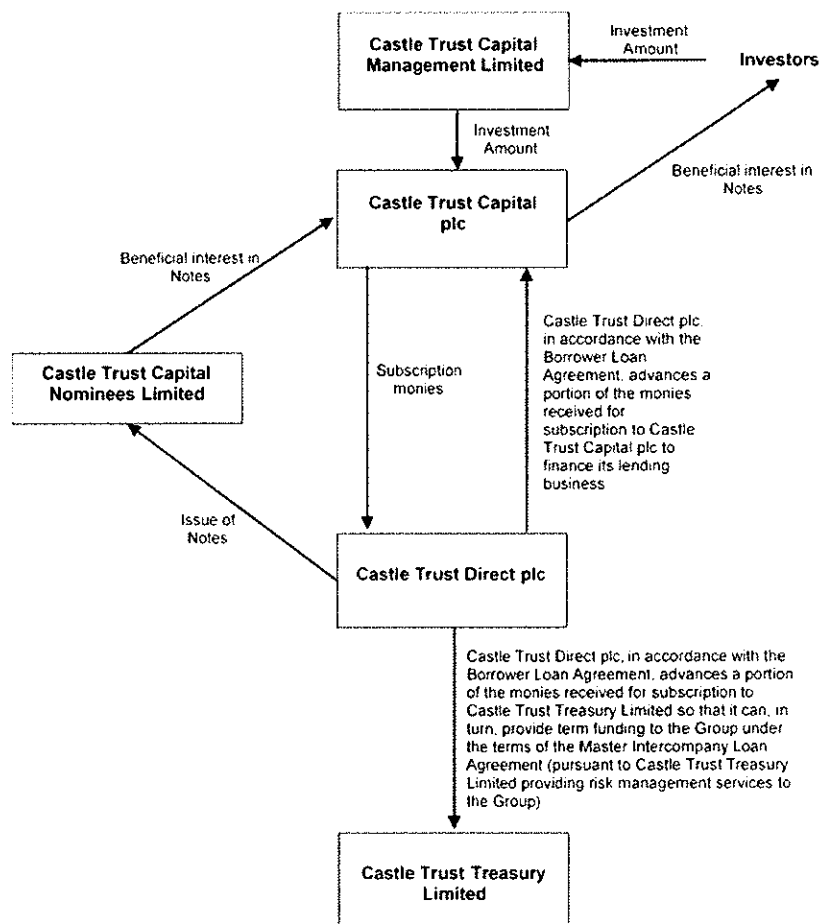 Castle Trust Capital
Management Limited
Investment
Amount
Investors
Investment
Amount
Castle Trust Capital
plc
Beneficial interest in
Notes
Beneficial interest in
Notes
Castle Trust Capital
Nominees Limited
Subscription
monies
Castle Trust Direct plc,
in accordance with the
Borrower Loan
Agreement, advances a
portion of the monies
received for
subscription to Castle
Trust Capital plc to
finance its lending
business
Issue of
Notes
Castle Trust Direct plc
Castle Trust Direct plc, in accordance with the
Borrower Loan Agreement, advances a portion
of the monies received for subscription to
Castle Trust Treasury Limited so that it can, in
turn, provide term funding to the Group under
the terms of the Master Intercompany Loan
Agreement (pursuant to Castle Trust Treasury
Limited providing risk management services to
the Group)
Castle Trust Treasury
Limited